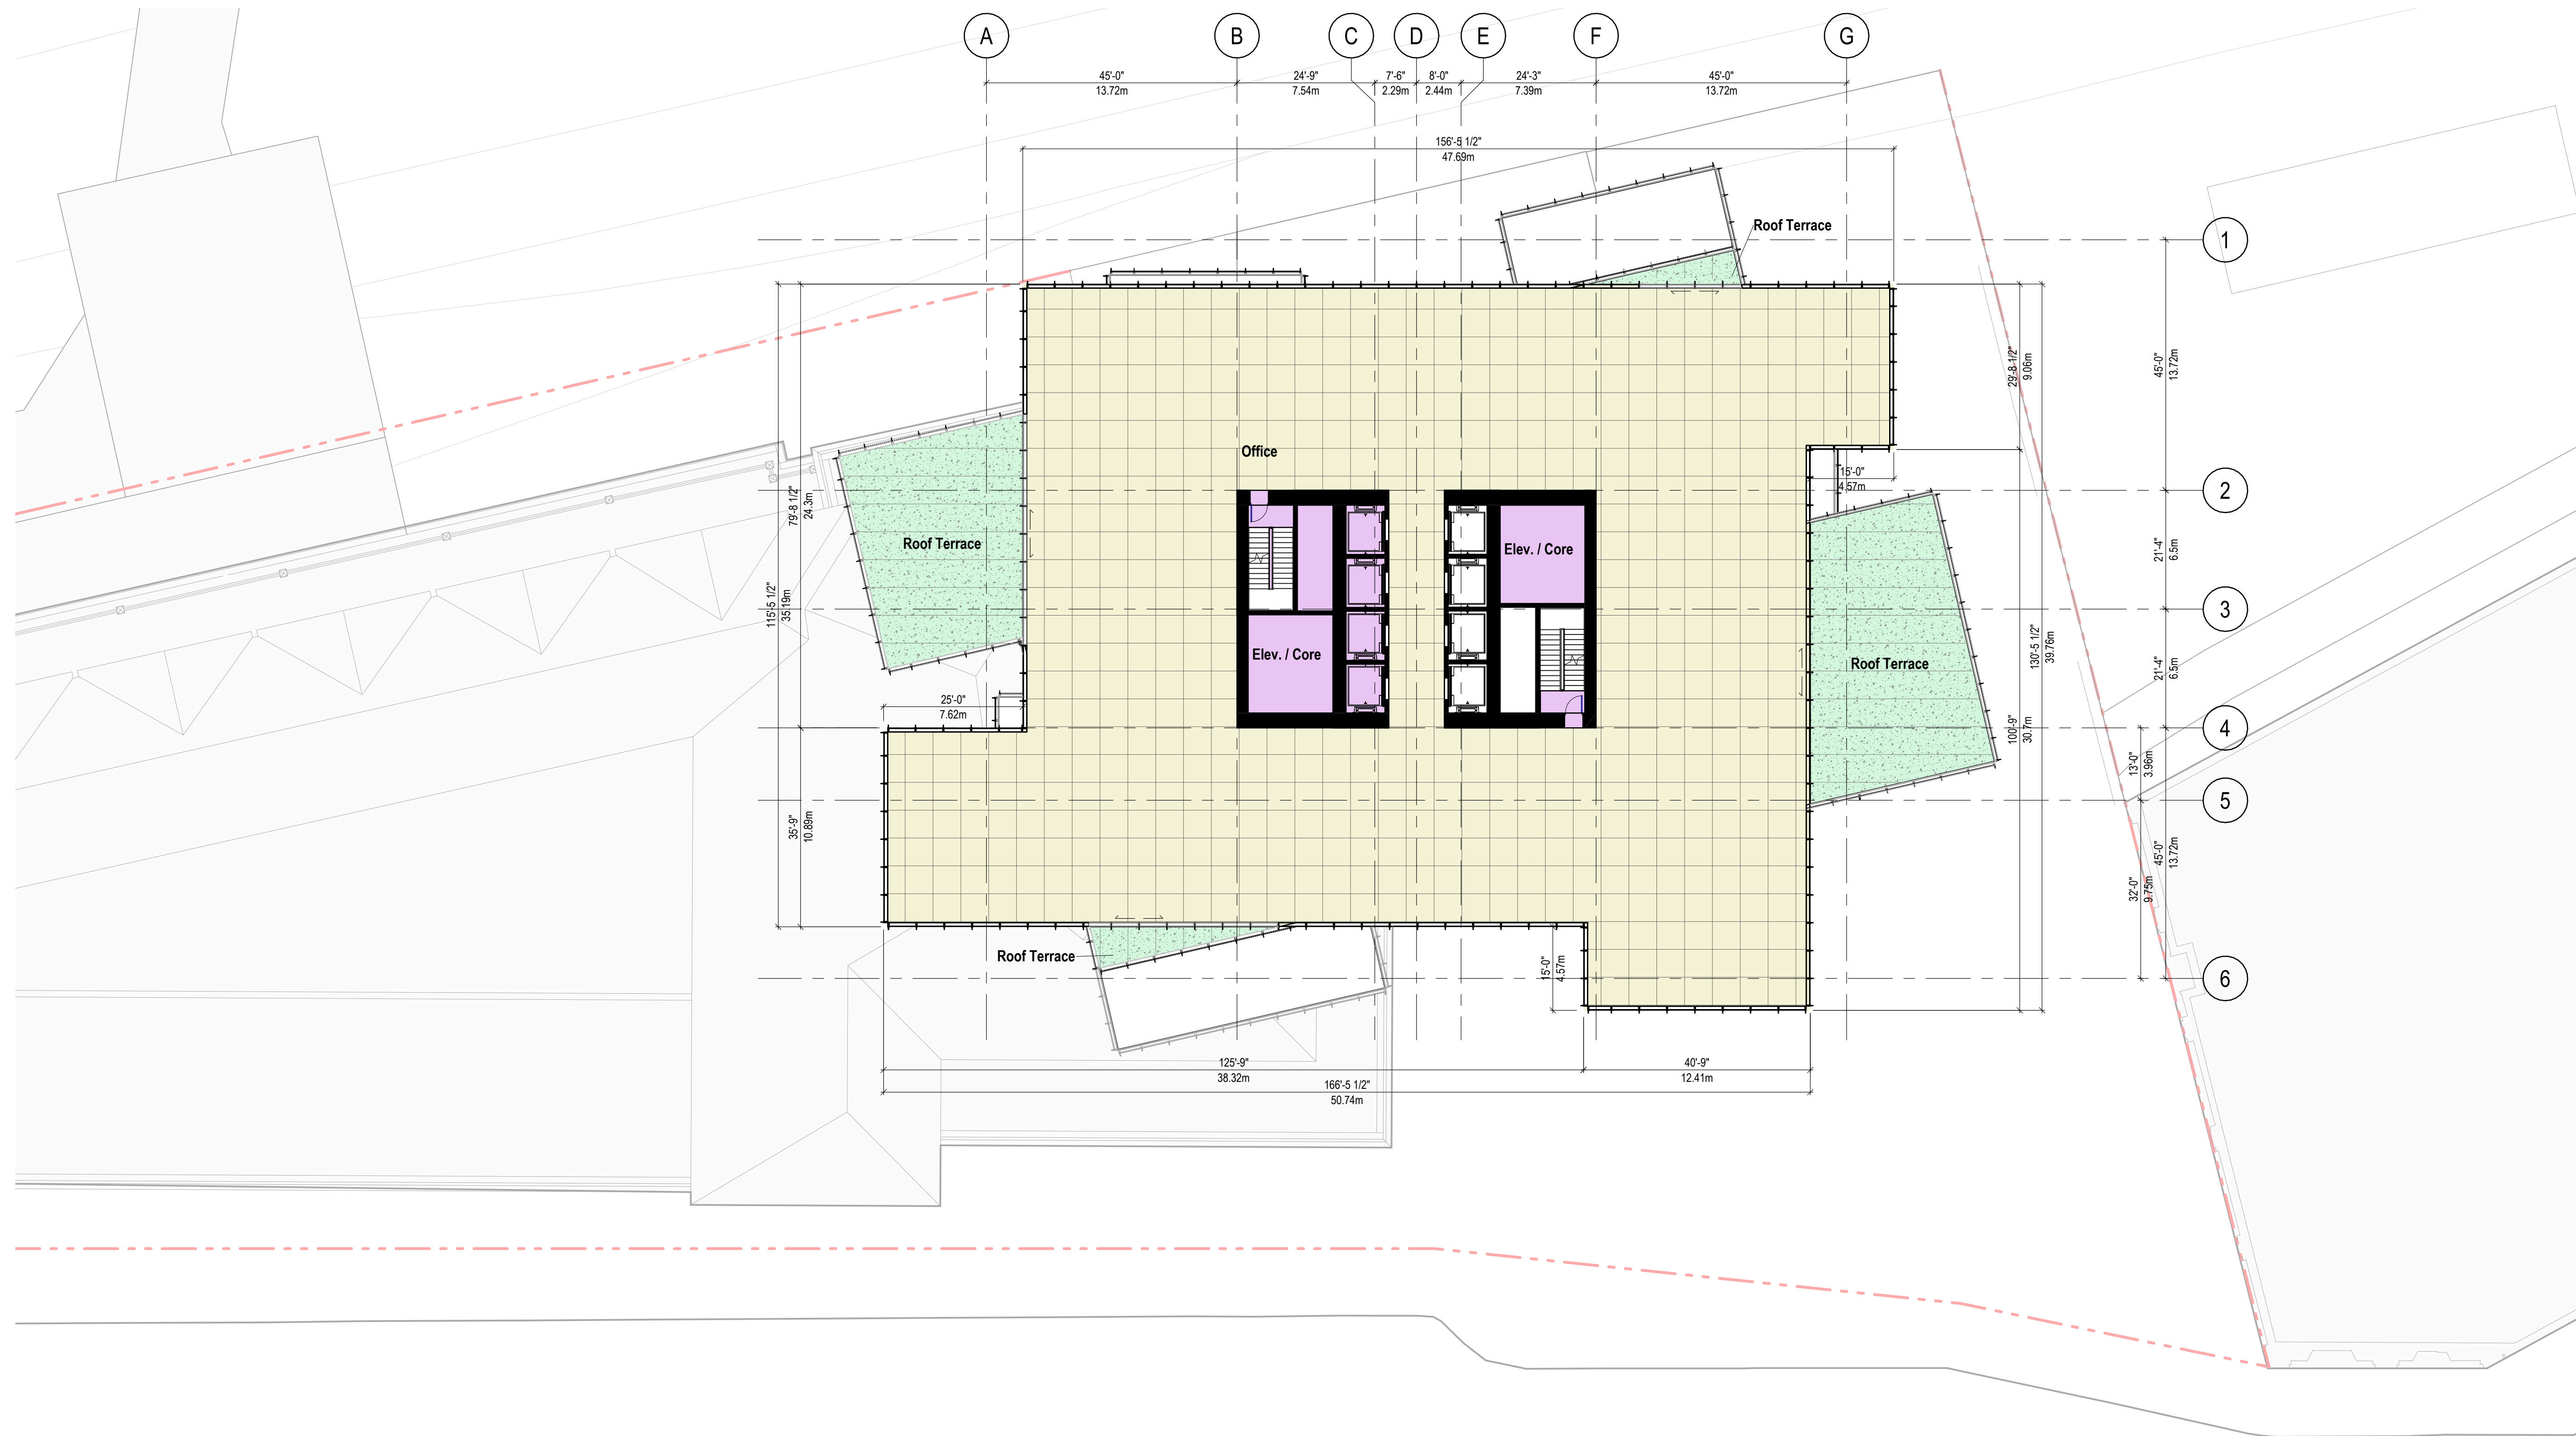 A B C D E F G
45'-0" 24'-9" 7'-6" 8'-0" 24'-3" 45'-0"
13.72m 7.54m 2.29m 2.44m 7.39m 13.72m
156'-5 1/2"
47.69m
Roof Terrace
1
29'-8 1/2"
9.06m
45'-0"
13.72m
Office
15'-0"
4.57m
2
79'-8 1/2"
24.3m
Roof Terrace
Elev. / Core
21'-4"
6.5m
3
115'-5 1/2"
35.19m
Elev. / Core
Roof Terrace
130'-5 1/2"
39.76m
21'-4"
6.5m
25'-0"
7.62m
100'-9"
30.7m
4
13'-0"
3.96m
5
35'-9"
10.89m
45'-0"
13.72m
32'-0"
9.75m
Roof Terrace
15'-0"
4.57m
6
125'-9" 40'-9"
38.32m 12.41m
166'-5 1/2"
50.74m